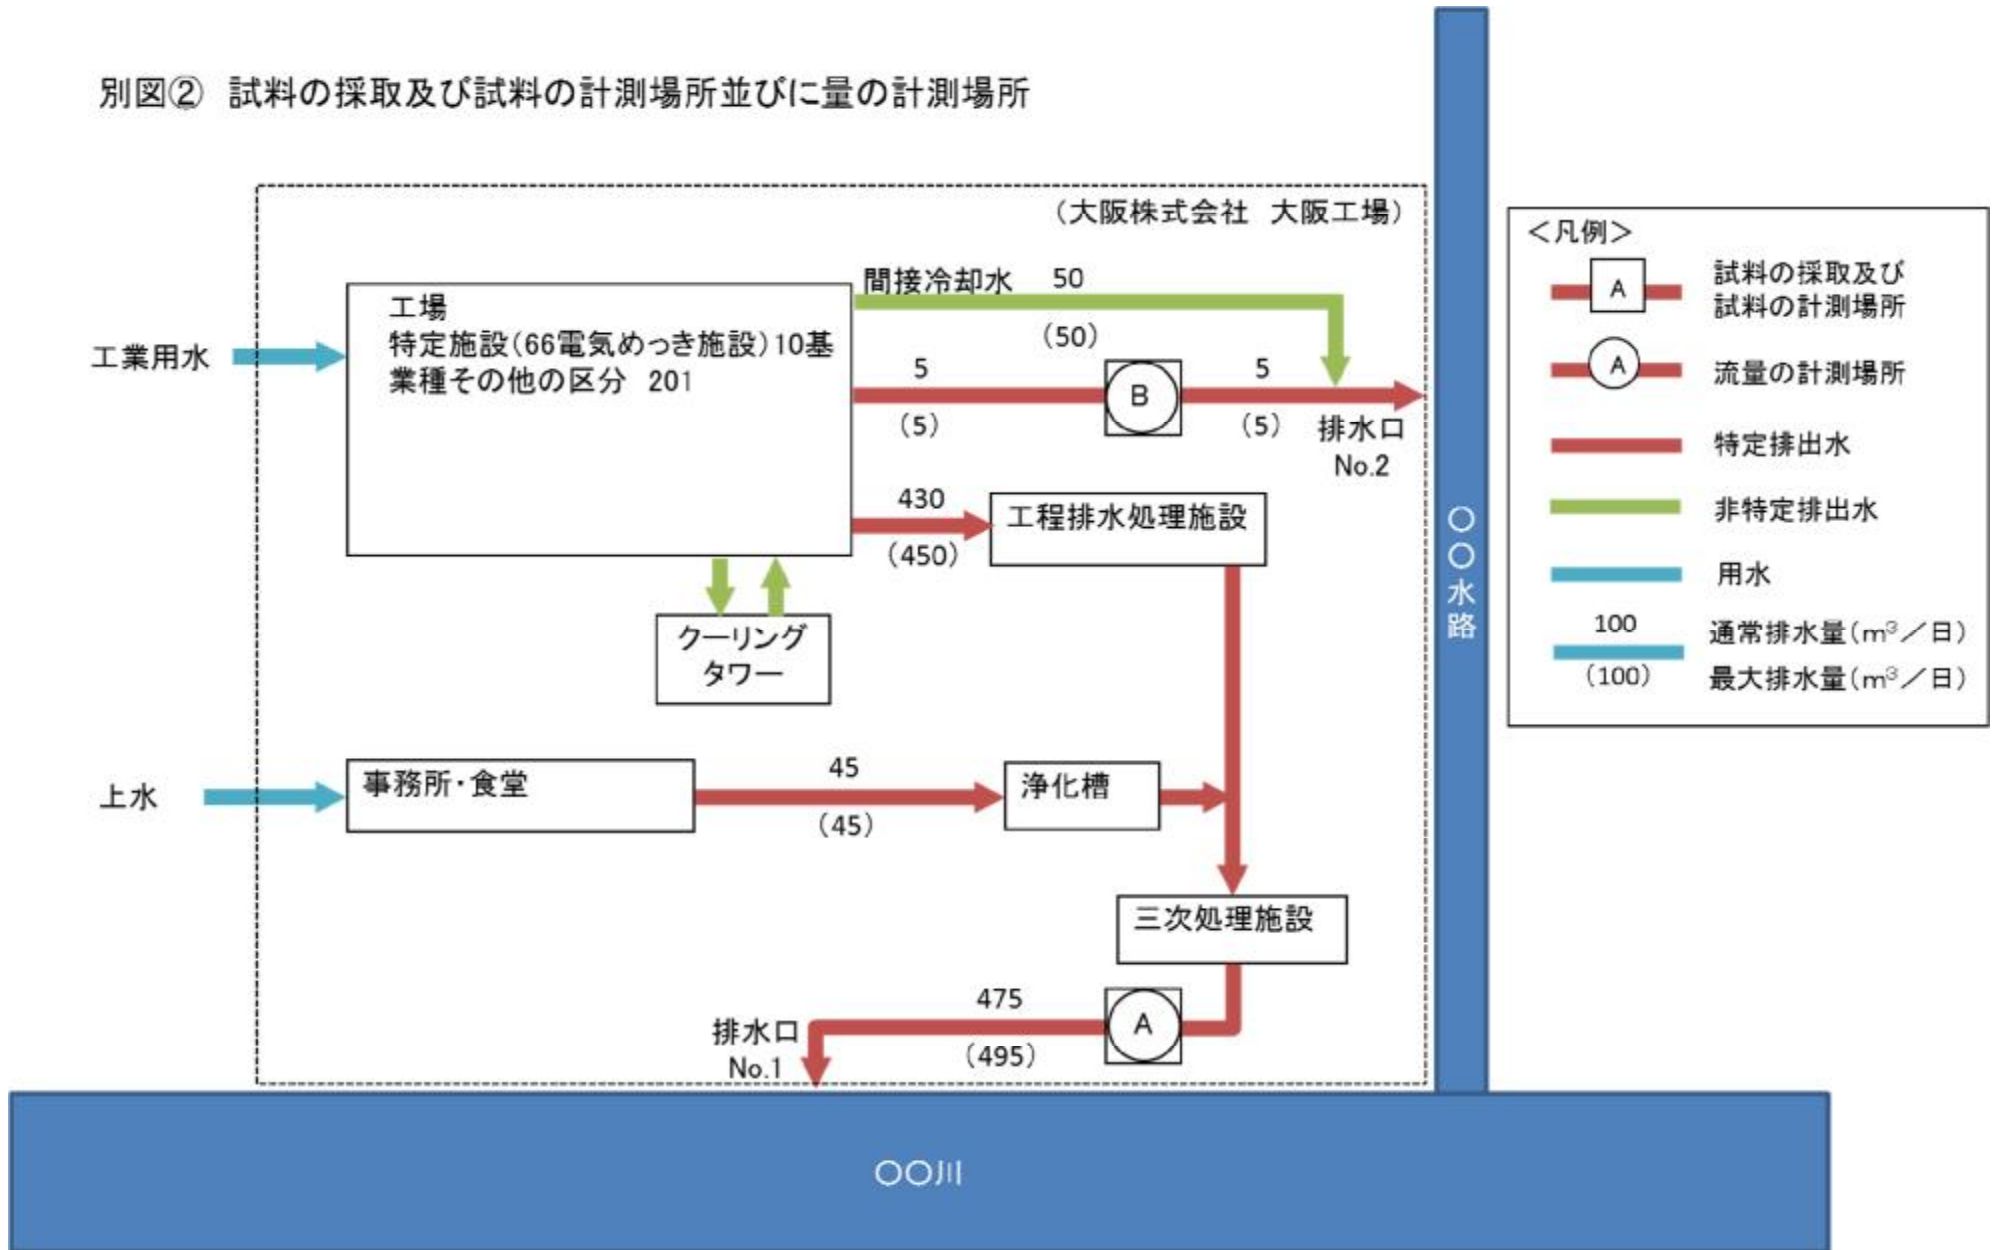 別図② 試料の採取及び試料の計測場所並びに量の計測場所
(大阪株式会社 大阪工場)
工業用水
工場
特定施設(66電気めっき施設)10基
業種その他の区分 201
間接冷却水 50
(50)
5
(5)
B
5
(5)
排水口
No.2
430
(450)
工程排水処理施設
クーリング
タワー
上水
事務所・食堂
45
(45)
浄化槽
三次処理施設
475
(495)
A
排水口
No.1
〇〇川
〇〇水路
<凡例>
A
試料の採取及び
試料の計測場所
A
流量の計測場所
特定排出水
非特定排出水
用水
100
通常排水量(m³/日)
(100)
最大排水量(m³/日)